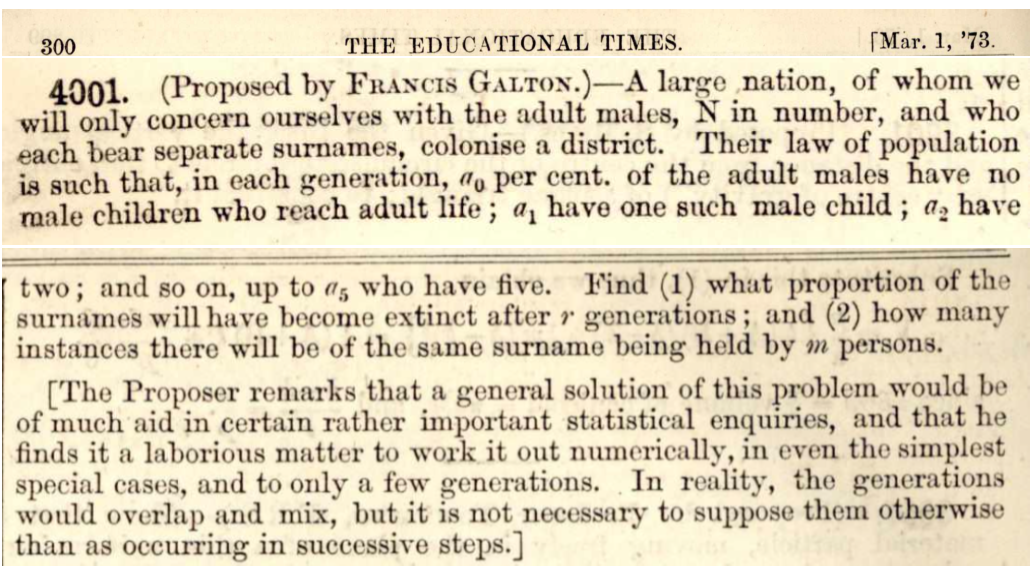 300 THE EDUCATIONAL TIMES. [Mar. 1, '73.
4001. (Proposed by FRANCIS GALTON.)—A large nation, of whom we
will only concern ourselves with the adult males, N in number, and who
each bear separate surnames, colonise a district. Their law of population
is such that, in each generation, a₀ per cent. of the adult males have no
male children who reach adult life; a₁ have one such male child; a₂ have
two; and so on, up to a₅ who have five. Find (1) what proportion of the
surnames will have become extinct after r generations; and (2) how many
instances there will be of the same surname being held by m persons.
[The Proposer remarks that a general solution of this problem would be
of much aid in certain rather important statistical enquiries, and that he
finds it a laborious matter to work it out numerically, in even the simplest
special cases, and to only a few generations. In reality, the generations
would overlap and mix, but it is not necessary to suppose them otherwise
than as occurring in successive steps.]